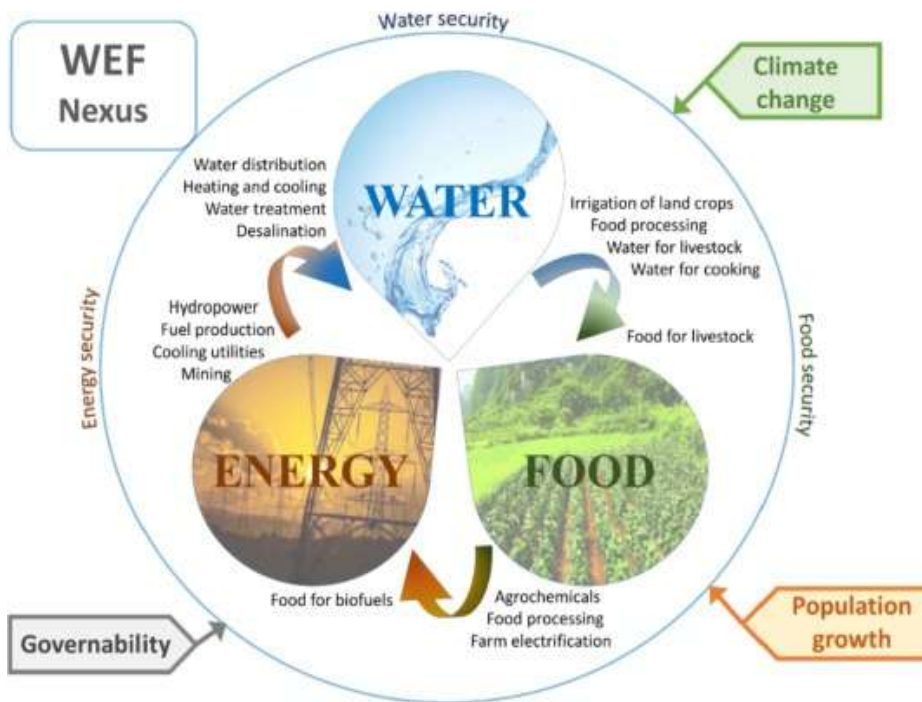 Water security
WEF
Nexus
Climate
change
Water distribution
Heating and cooling
Water treatment
Desalination
WATER
Irrigation of land crops
Food processing
Water for livestock
Water for cooking
Energy security
Hydropower
Fuel production
Cooling utilities
Mining
Food for livestock
Food security
ENERGY
FOOD
Food for biofuels
Agrochemicals
Food processing
Farm electrification
Governability
Population
growth